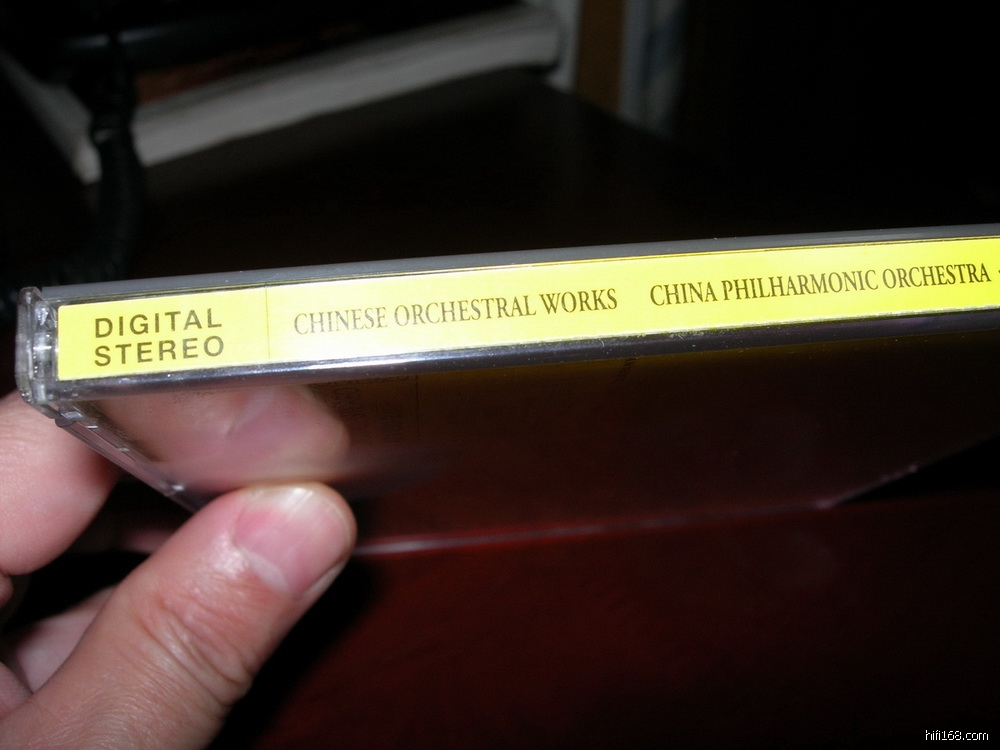 DIGITAL
STEREO
CHINESE ORCHESTRAL WORKS CHINA PHILHARMONIC ORCHESTRA
hifi168.com